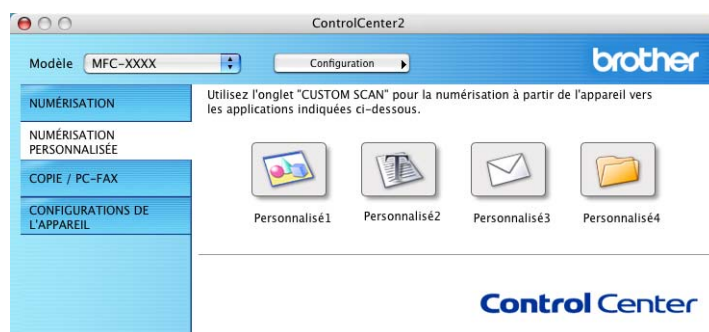 ControlCenter2
Modèle MFC-XXXX Configuration brother
NUMÉRISATION
NUMÉRISATION
PERSONNALISÉE
COPIE / PC-FAX
CONFIGURATIONS DE
L'APPAREIL
Utilisez l'onglet "CUSTOM SCAN" pour la numérisation à partir de l'appareil vers
les applications indiquées ci-dessous.
Personnalisé1 Personnalisé2 Personnalisé3 Personnalisé4
Control Center